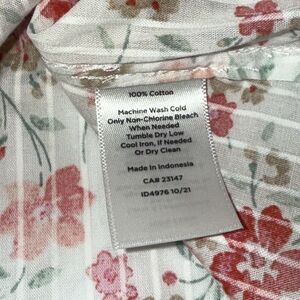 100% Cotton
Machine Wash Cold
Only Non-Chlorine Bleach
When Needed
Tumble Dry Low
Cool Iron, If Needed
Or Dry Clean
Made In Indonesia
CA# 23147
ID4976 10/21